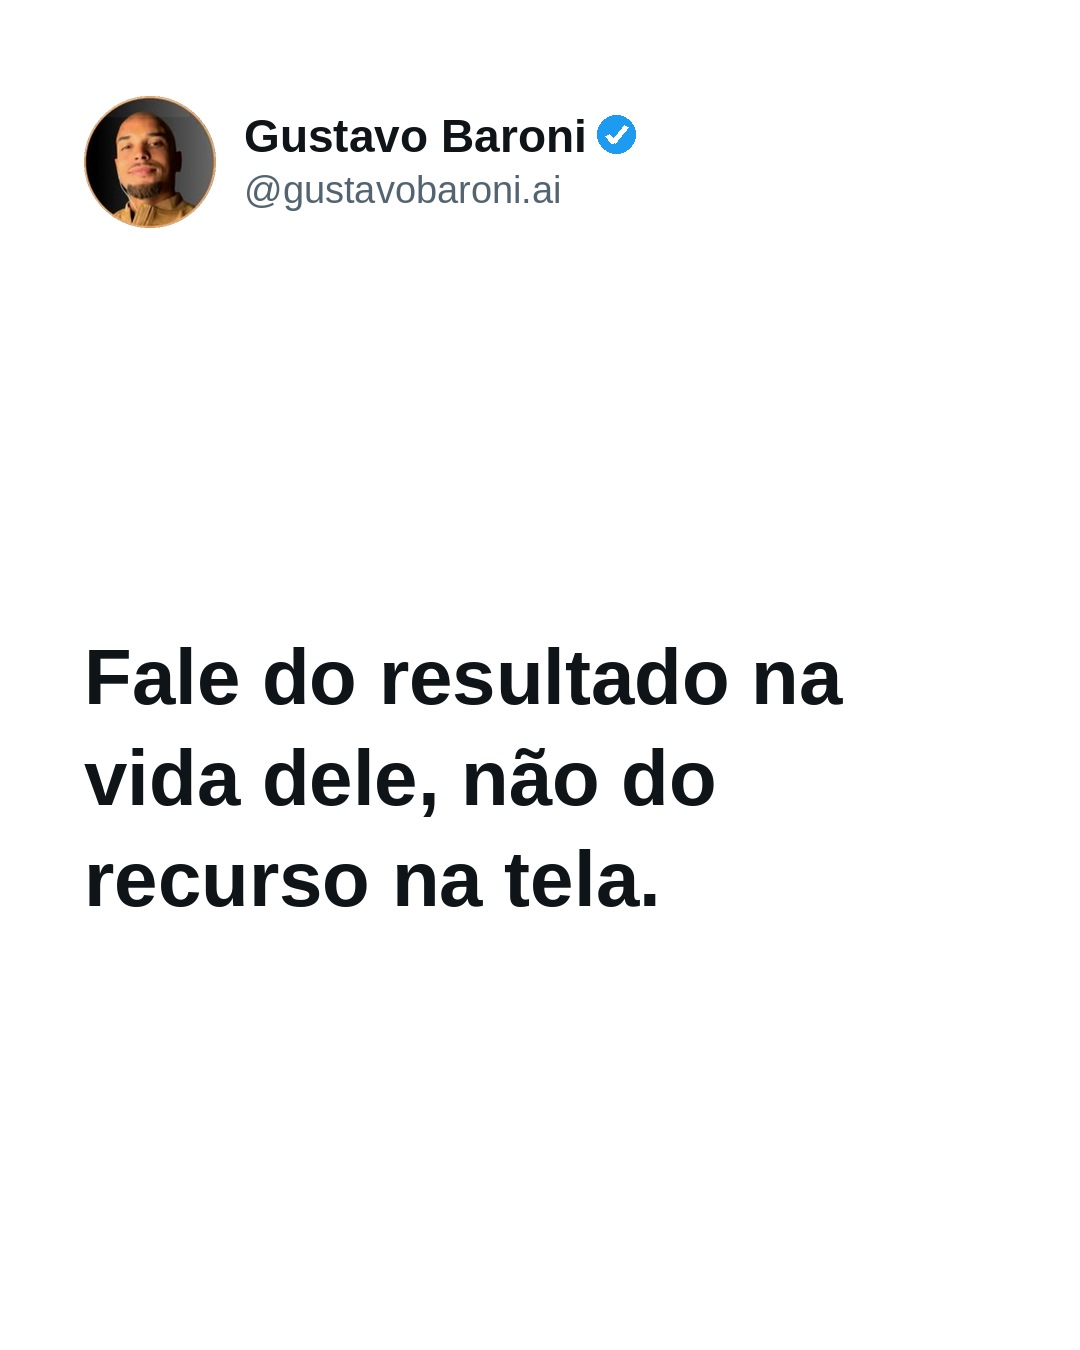 Gustavo Baroni
@gustavobaroni.ai
Fale do resultado na
vida dele, não do
recurso na tela.